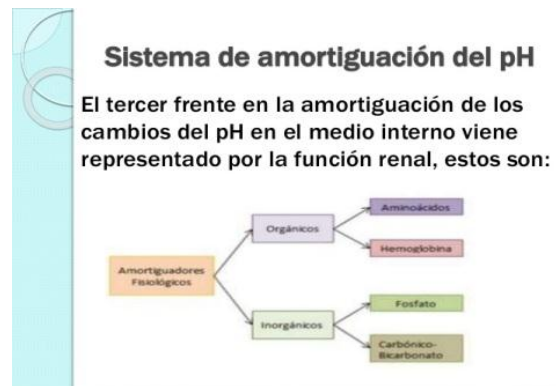 Sistema de amortiguación del pH
El tercer frente en la amortiguación de los
cambios del pH en el medio interno viene
representado por la función renal, estos son:
Amortiguadores
Fisiológicos
Orgánicos
Aminoácidos
Hemoglobina
Inorgánicos
Fosfato
Carbónico-
Bicarbonato